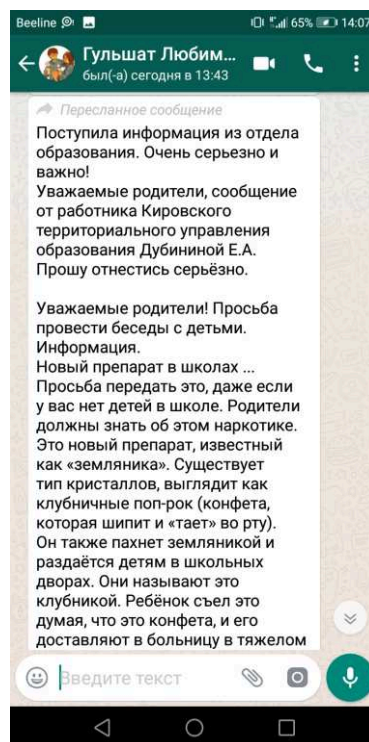 Beeline 65% 14:07
Гульшат Любим...
был(-а) сегодня в 13:43
Пересланное сообщение
Поступила информация из отдела
образования. Очень серьезно и
важно!
Уважаемые родители, сообщение
от работника Кировского
территориального управления
образования Дубининой Е.А.
Прошу отнестись серьёзно.
Уважаемые родители! Просьба
провести беседы с детьми.
Информация.
Новый препарат в школах ...
Просьба передать это, даже если
у вас нет детей в школе. Родители
должны знать об этом наркотике.
Это новый препарат, известный
как «земляника». Существует
тип кристаллов, выглядит как
клубничные поп-рок (конфета,
которая шипит и «тает» во рту).
Он также пахнет земляникой и
раздаётся детям в школьных
дворах. Они называют это
клубникой. Ребёнок съел это
думая, что это конфета, и его
доставляют в больницу в тяжелом
Введите текст